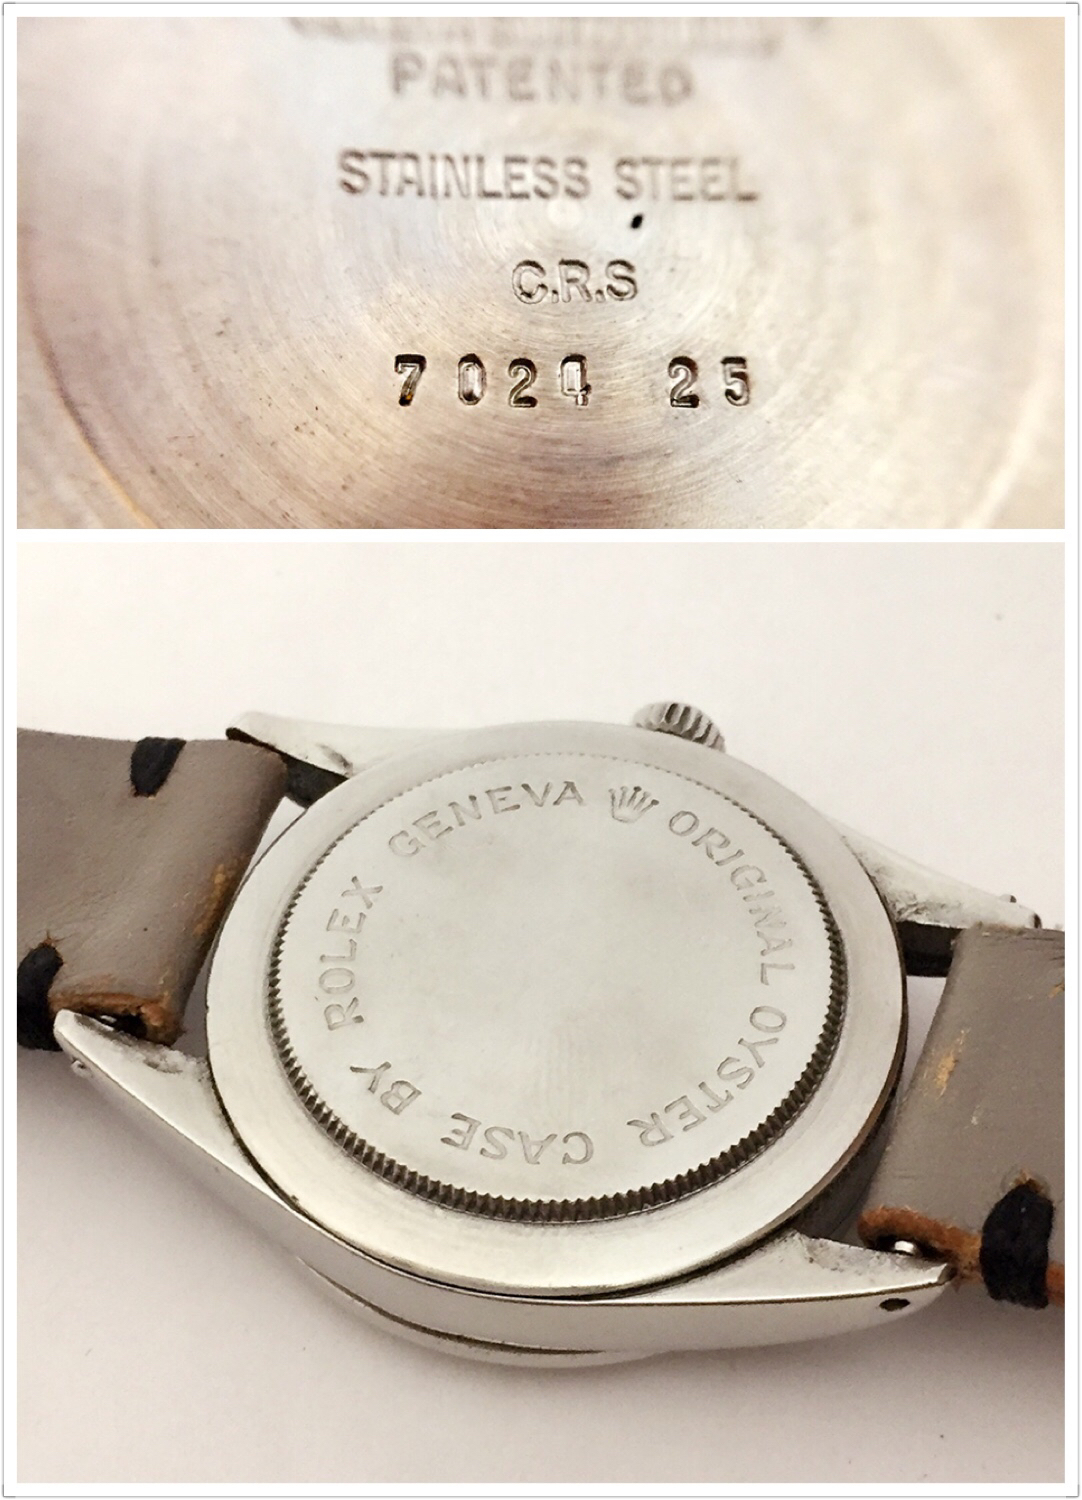 PATENTED
STAINLESS STEEL
C.R.S
7024 25
ORIGINAL OYSTER CASE BY ROLEX GENEVA